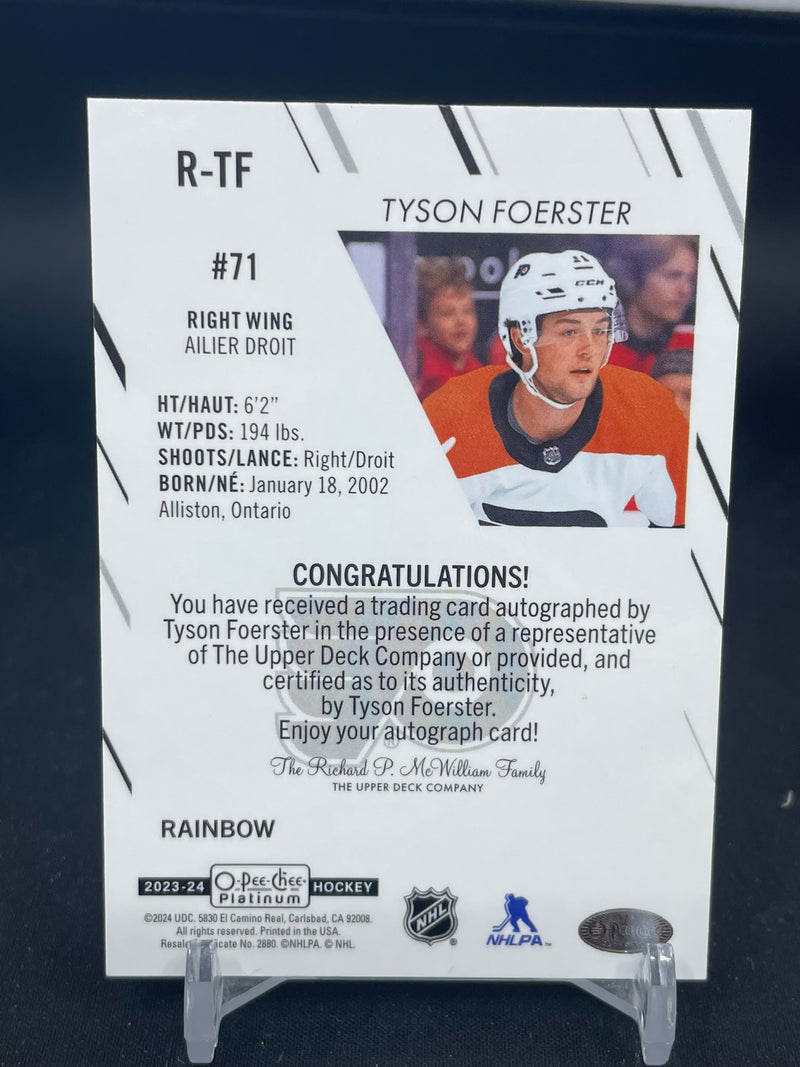 R-TF
TYSON FOERSTER
#71
RIGHT WING
AILIER DROIT
HT/HAUT: 6'2"
WT/PDS: 194 lbs.
SHOOTS/LANCE: Right/Droit
BORN/NÉ: January 18, 2002
Alliston, Ontario
CCM
CONGRATULATIONS!
You have received a trading card autographed by
Tyson Foerster in the presence of a representative
of The Upper Deck Company or provided, and
certified as to its authenticity,
by Tyson Foerster.
Enjoy your autograph card!
®
The Richard P. McWilliam Family
THE UPPER DECK COMPANY
RAINBOW
2023-24 O-Pee-Chee® HOCKEY
Platinum
©2024 UDC. 5830 El Camino Real, Carlsbad, CA 92008.
All rights reserved. Printed in the USA.
Resale No. 2880. ©NHLPA. © NHL.
NHL ®
NHLPA™